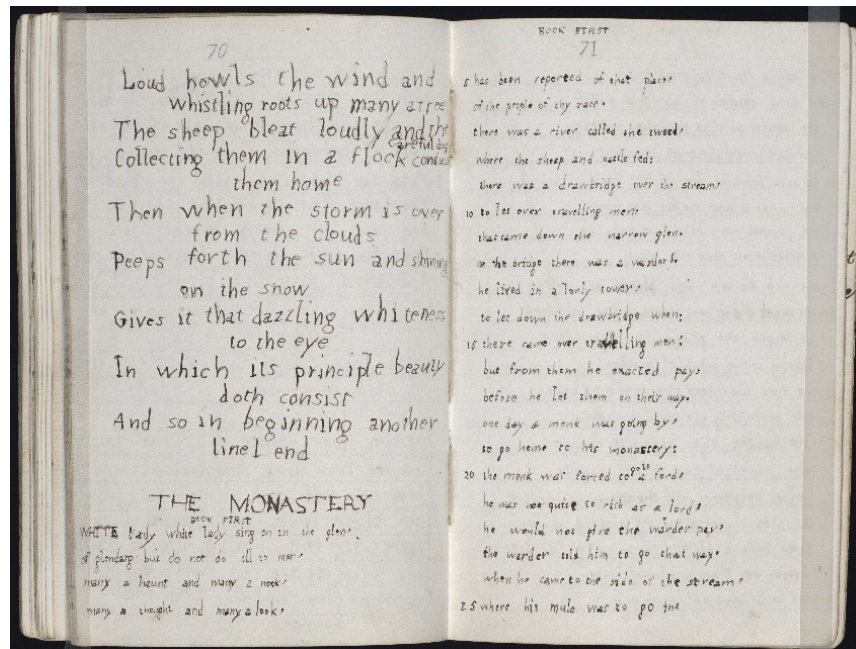 70
Loud howls the wind and
whistling roots up many a tree
The sheep bleat loudly and the
careful dog
Collecting them in a flock
them home
Then when the storm is over
from the clouds
Peeps forth the sun and shining
on the snow
Gives it that dazzling whiteness
to the eye
In which its principle beauty
doth consist
And so in beginning another
line I end
THE MONASTERY
BOOK FIRST
WHITE lady white lady sing on in the glen.
of glendarg but do not do ill to men.
many a haunt and many a nook.
many a thought and many a look.
BOOK FIRST
71
5 has been reported of that place.
of the people of thy race.
there was a river called the tweed.
where the sheep and cattle feed.
there was a drawbridge over the stream.
10 to let over travelling men.
that came down the narrow glen.
in the bridge there was a warder.
he lived in a lonly tower.
to let down the drawbridge when.
15 there came over travelling men.
but from them he exacted pay.
before he let them on their way.
one day a monk was going by.
to go home to his monastery.
20 the monk was forced to go to a ford.
he was not quite so rich as a lord.
he would not give the warder pay.
the warder told him to go that way.
when he came to the side of the stream.
25 where his mule was to go in.